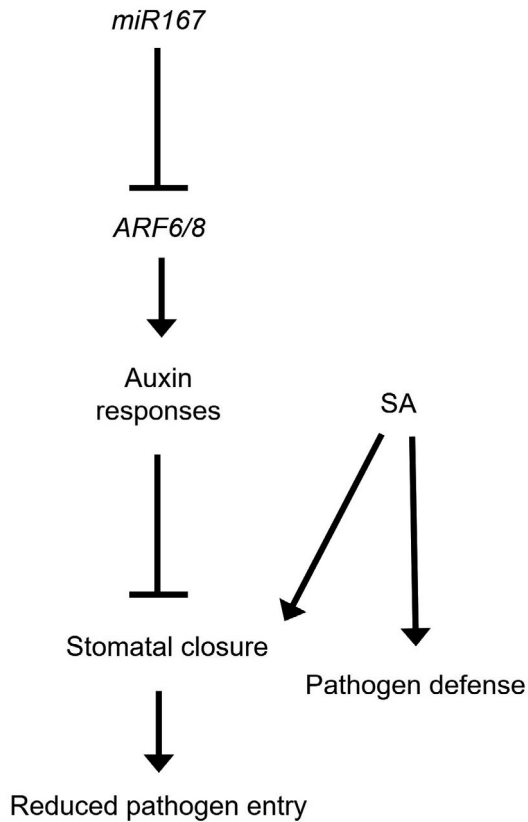 miR167
ARF6/8
Auxin
responses
SA
Stomatal closure
Pathogen defense
Reduced pathogen entry